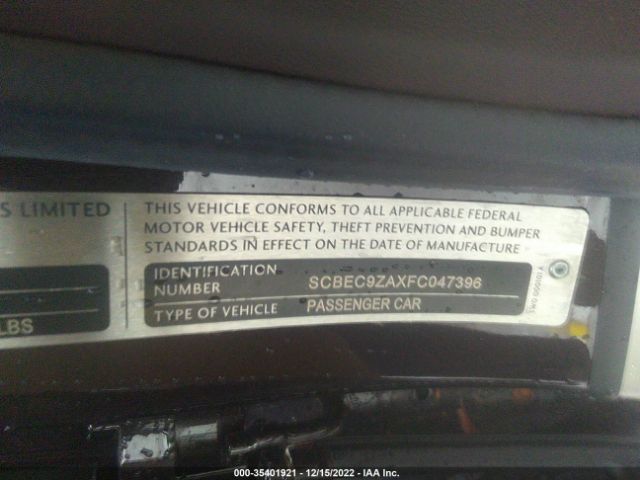 S LIMITED
LBS
THIS VEHICLE CONFORMS TO ALL APPLICABLE FEDERAL
MOTOR VEHICLE SAFETY, THEFT PREVENTION AND BUMPER
STANDARDS IN EFFECT ON THE DATE OF MANUFACTURE
IDENTIFICATION
NUMBER
SCBEC9ZAXFC047396
TYPE OF VEHICLE
PASSENGER CAR
000-35401921 - 12/15/2022 - IAA Inc.